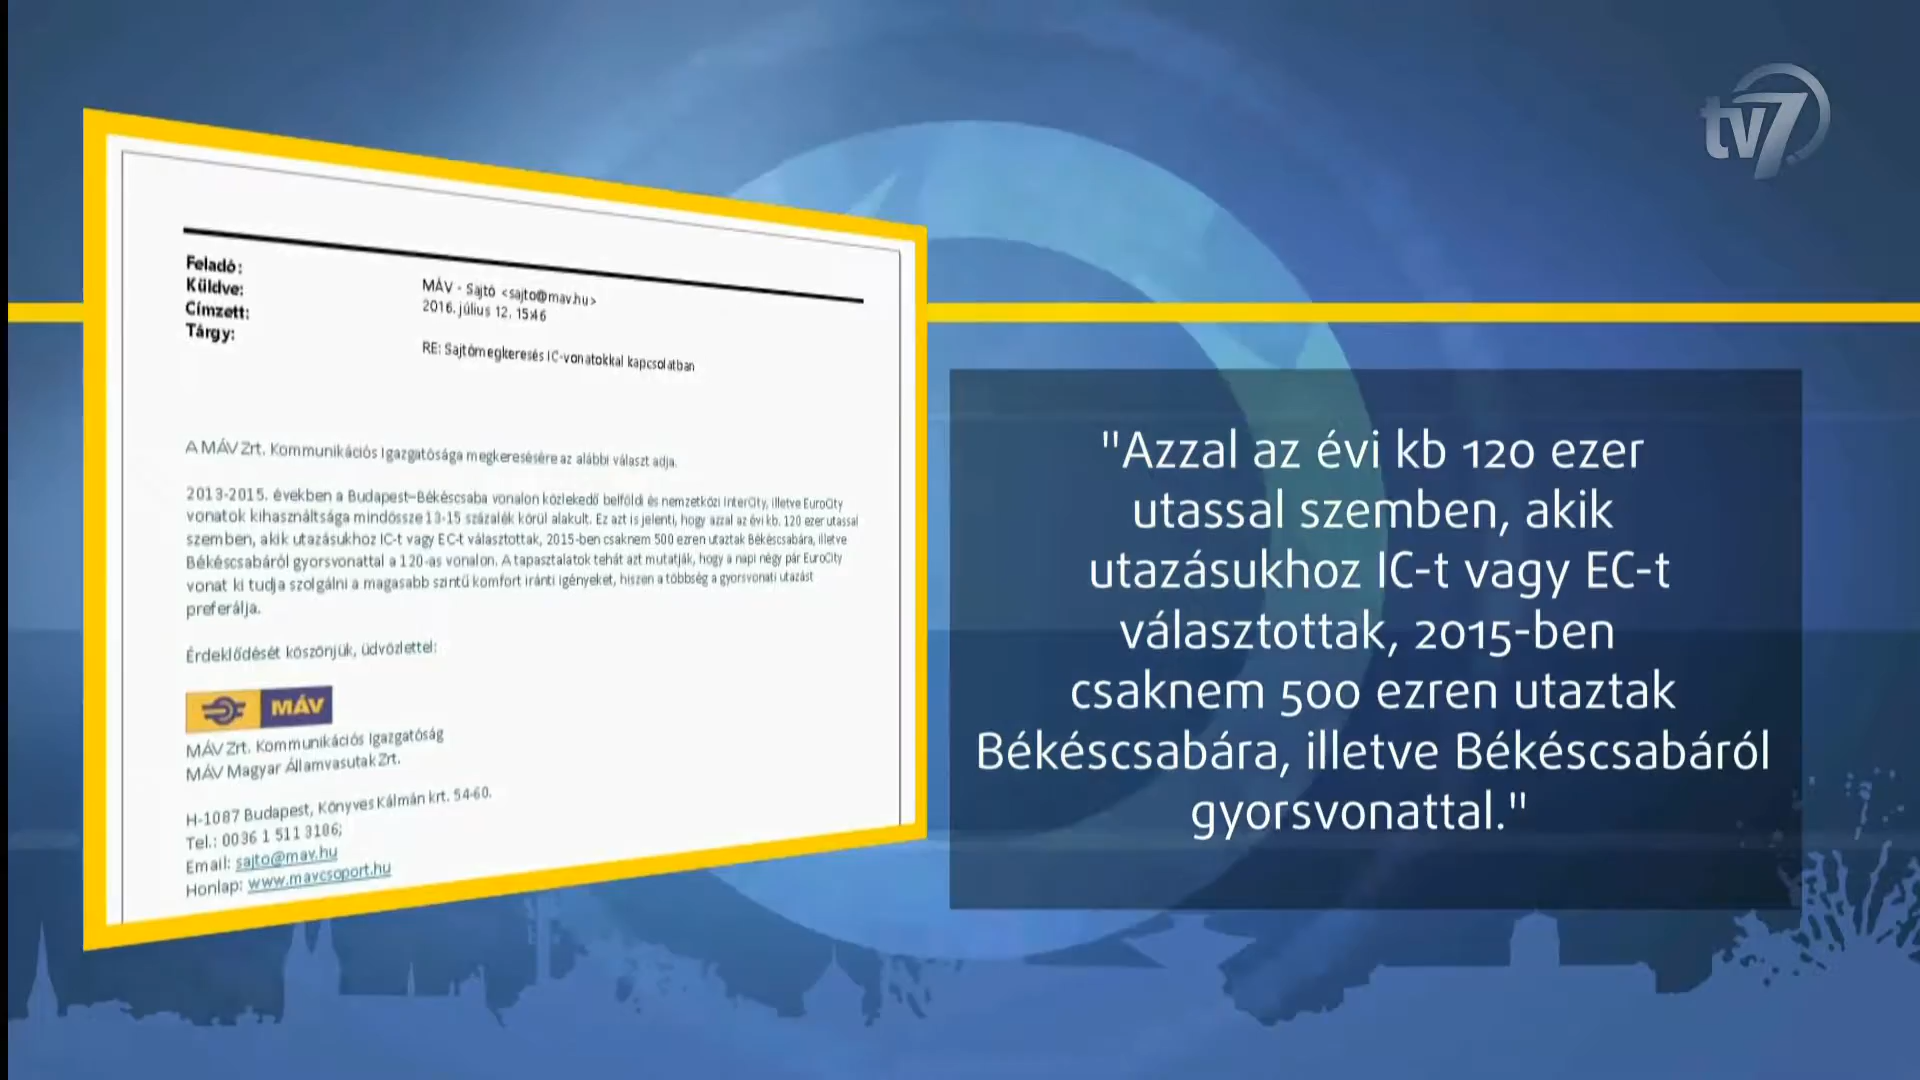 tv7
Feladó:
Küldve:
Címzett:
Tárgy:
MÁV - Sajtó <sajto@mav.hu>
2016. július 12. 15:46
RE: Sajtómegkeresés IC-vonatokkal kapcsolatban
A MÁV Zrt. Kommunikációs Igazgatósága megkeresésére az alábbi választ adja.
2013-2015. években a Budapest–Békéscsaba vonalon közlekedő belföldi és nemzetközi InterCity, illetve EuroCity
vonatok kihasználtsága mindössze 13-15 százalék körül alakult. Ez azt is jelenti, hogy azzal az évi kb. 120 ezer utassal
szemben, akik utazásukhoz IC-t vagy EC-t választottak, 2015-ben csaknem 500 ezren utaztak Békéscsabára, illetve
Békéscsabáról gyorsvonattal a 120-as vonalon. A tapasztalatok tehát azt mutatják, hogy a napi négy pár EuroCity
vonat ki tudja szolgálni a magasabb szintű komfort iránti igényeket, hiszen a többség a gyorsvonati utazást
preferálja.
Érdeklődését köszönjük, üdvözlettel:
MÁV
MÁV Zrt. Kommunikációs Igazgatóság
MÁV Magyar Államvasutak Zrt.
H-1087 Budapest, Könyves Kálmán krt. 54-60.
Tel.: 0036 1 511 3186;
Email: sajto@mav.hu
Honlap: www.mavcsoport.hu
"Azzal az évi kb 120 ezer
utassal szemben, akik
utazásukhoz IC-t vagy EC-t
választottak, 2015-ben
csaknem 500 ezren utaztak
Békéscsabára, illetve Békéscsabáról
gyorsvonattal."